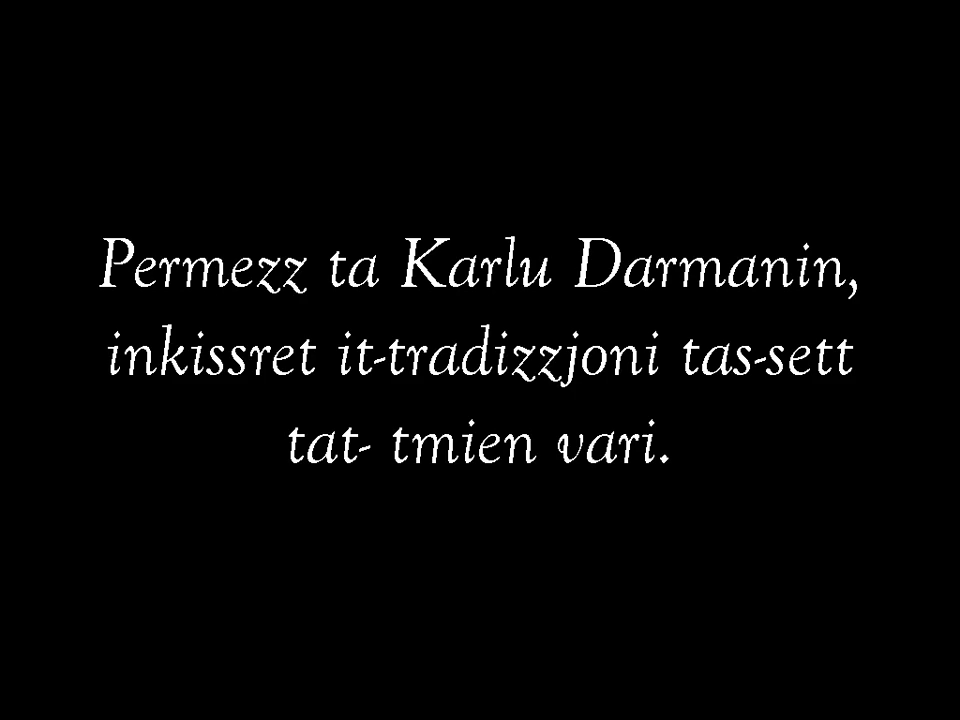 Permezz ta Karlu Darmanin,
inkissret it-tradizzjoni tas-sett
tat- tmien vari.